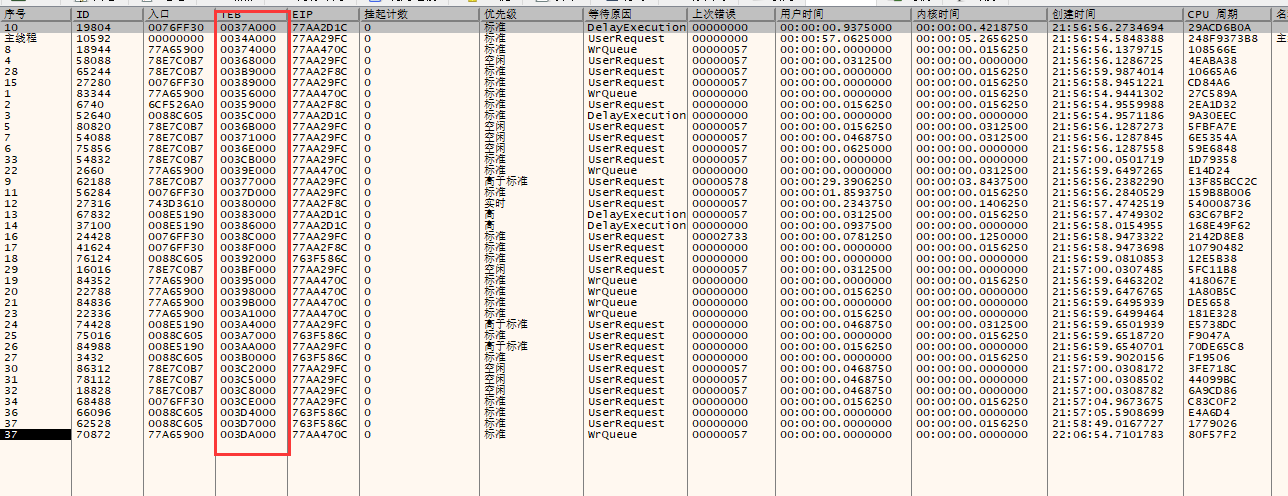 序号 ID 入口 TEB EIP 挂起计数 优先级 等待原因 上次错误 用户时间 内核时间 创建时间 CPU 周期 名
10 19804 0076FF30 0037A000 77AA2D1C 0 标准 DelayExecution 00000000 00:00:00.9375000 00:00:00.4218750 21:56:56.2734694 29ACD6B0A
主线程 10592 00000000 0034A000 77AA29FC 0 标准 UserRequest 00000000 00:00:57.0625000 00:00:05.2656250 21:56:54.5848388 248F9373B8 主
8 18944 77A65900 00374000 77AA470C 0 标准 WrQueue 00000057 00:00:00.0000000 00:00:00.0156250 21:56:56.1379715 108566E
4 58088 78E7C0B7 00368000 77AA29FC 0 空闲 UserRequest 00000057 00:00:00.0312500 00:00:00.0000000 21:56:56.1286725 4EABA38
28 65244 78E7C0B7 003B9000 77AA2F8C 0 标准 UserRequest 00000000 00:00:00.0000000 00:00:00.0156250 21:56:59.9874014 10665A6
15 27280 0076FF30 00389000 77AA29FC 0 标准 UserRequest 00000000 00:00:00.0000000 00:00:00.0156250 21:56:58.9451221 CD84A6
1 83344 77A65900 00356000 77AA470C 0 标准 WrQueue 00000057 00:00:00.0000000 00:00:00.0000000 21:56:54.9441302 27C589A
2 6740 6CF526A0 00359000 77AA2F8C 0 标准 UserRequest 00000000 00:00:00.0156250 00:00:00.0156250 21:56:54.9559988 2EA1D32
3 52640 0088C605 0035C000 77AA2D1C 0 标准 DelayExecution 00000000 00:00:00.0000000 00:00:00.0000000 21:56:54.9571186 9A30EEC
5 80820 78E7C0B7 0036B000 77AA29FC 0 空闲 UserRequest 00000057 00:00:00.0156250 00:00:00.0312500 21:56:56.1287273 5FBFA7E
7 54088 78E7C0B7 00371000 77AA29FC 0 空闲 UserRequest 00000057 00:00:00.0468750 00:00:00.0312500 21:56:56.1287845 6E5354A
6 75856 78E7C0B7 0036E000 77AA29FC 0 空闲 UserRequest 00000057 00:00:00.0625000 00:00:00.0000000 21:56:56.1287558 59E6848
33 54832 78E7C0B7 003CB000 77AA29FC 0 标准 UserRequest 00000057 00:00:00.0000000 00:00:00.0000000 21:57:00.0501719 1D79358
22 2660 77A65900 0039E000 77AA470C 0 标准 WrQueue 00000057 00:00:00.0000000 00:00:00.0312500 21:56:59.6497265 E14D24
9 62188 78E7C0B7 00377000 77AA29FC 0 高于标准 UserRequest 00000578 00:00:29.3906250 00:00:03.8437500 21:56:56.2382290 13F85BCC2C
11 56284 0076FF30 0037D000 77AA29FC 0 标准 UserRequest 00000057 00:00:01.8593750 00:00:00.0156250 21:56:56.2840529 159B8B006
12 27316 743D3610 00380000 77AA2F8C 0 实时 UserRequest 00000057 00:00:00.2343750 00:00:00.1406250 21:56:57.4742519 540008736
13 67832 008E5190 00383000 77AA2D1C 0 高 DelayExecution 00000057 00:00:00.0312500 00:00:00.0000000 21:56:57.4749302 63C67BF2
14 37100 008E5190 00386000 77AA2D1C 0 高 DelayExecution 00000000 00:00:00.0937500 00:00:00.0000000 21:56:58.0154955 168E49F62
16 24428 0076FF30 0038C000 77AA29FC 0 标准 UserRequest 00002733 00:00:00.0781250 00:00:00.1250000 21:56:58.9473322 2142D8E8
17 41624 0076FF30 0038F000 77AA2F8C 0 标准 UserRequest 00000000 00:00:00.0000000 00:00:00.0156250 21:56:58.9473698 10790482
18 76124 0088C605 00392000 763F586C 0 标准 UserRequest 00000000 00:00:00.0000000 00:00:00.0000000 21:56:59.0810853 12E5B38
29 16016 78E7C0B7 003BF000 77AA29FC 0 空闲 UserRequest 00000057 00:00:00.0312500 00:00:00.0000000 21:57:00.0307485 5FC11B8
19 84352 77A65900 00395000 77AA470C 0 标准 WrQueue 00000000 00:00:00.0000000 00:00:00.0156250 21:56:59.6463202 418067E
20 22788 77A65900 00398000 77AA470C 0 标准 WrQueue 00000000 00:00:00.0156250 00:00:00.0000000 21:56:59.6476765 1A80B5C
21 84836 77A65900 0039B000 77AA470C 0 标准 WrQueue 00000000 00:00:00.0000000 00:00:00.0000000 21:56:59.6495939 DE5658
23 22336 77A65900 003A1000 77AA470C 0 标准 WrQueue 00000000 00:00:00.0156250 00:00:00.0000000 21:56:59.6499464 181E328
24 74428 008E5190 003A4000 77AA29FC 0 高于标准 UserRequest 00000000 00:00:00.0468750 00:00:00.0312500 21:56:59.6501939 E5738DC
25 75016 0088C605 003A7000 763F586C 0 标准 UserRequest 00000000 00:00:00.0000000 00:00:00.0156250 21:56:59.6518720 F9047A
26 84988 008E5190 003AA000 77AA29FC 0 高于标准 UserRequest 00000000 00:00:00.0156250 00:00:00.0000000 21:56:59.6540701 70DE65C8
27 3432 0088C605 003B0000 763F586C 0 标准 UserRequest 00000000 00:00:00.0000000 00:00:00.0156250 21:56:59.9020156 F19506
30 86312 78E7C0B7 003C2000 77AA29FC 0 空闲 UserRequest 00000057 00:00:00.0468750 00:00:00.0000000 21:57:00.0308172 3FE718C
31 78112 78E7C0B7 003C5000 77AA29FC 0 空闲 UserRequest 00000057 00:00:00.0468750 00:00:00.0000000 21:57:00.0308502 44099BC
32 18828 78E7C0B7 003C8000 77AA29FC 0 空闲 UserRequest 00000057 00:00:00.0468750 00:00:00.0000000 21:57:00.0308782 6A9CD86
34 68488 0076FF30 003CE000 77AA29FC 0 标准 UserRequest 00000000 00:00:00.0156250 00:00:00.0000000 21:57:04.9673675 C83C0F2
36 66096 0088C605 003D4000 763F586C 0 标准 UserRequest 00000000 00:00:00.0000000 00:00:00.0000000 21:57:05.5908699 E4A6D4
37 62528 0088C605 003D7000 763F586C 0 标准 UserRequest 00000000 00:00:00.0000000 00:00:00.0000000 21:58:49.0167727 1779026
37 70872 77A65900 003DA000 77AA470C 0 标准 WrQueue 00000057 00:00:00.0000000 00:00:00.0000000 22:06:54.7101783 80F57F2